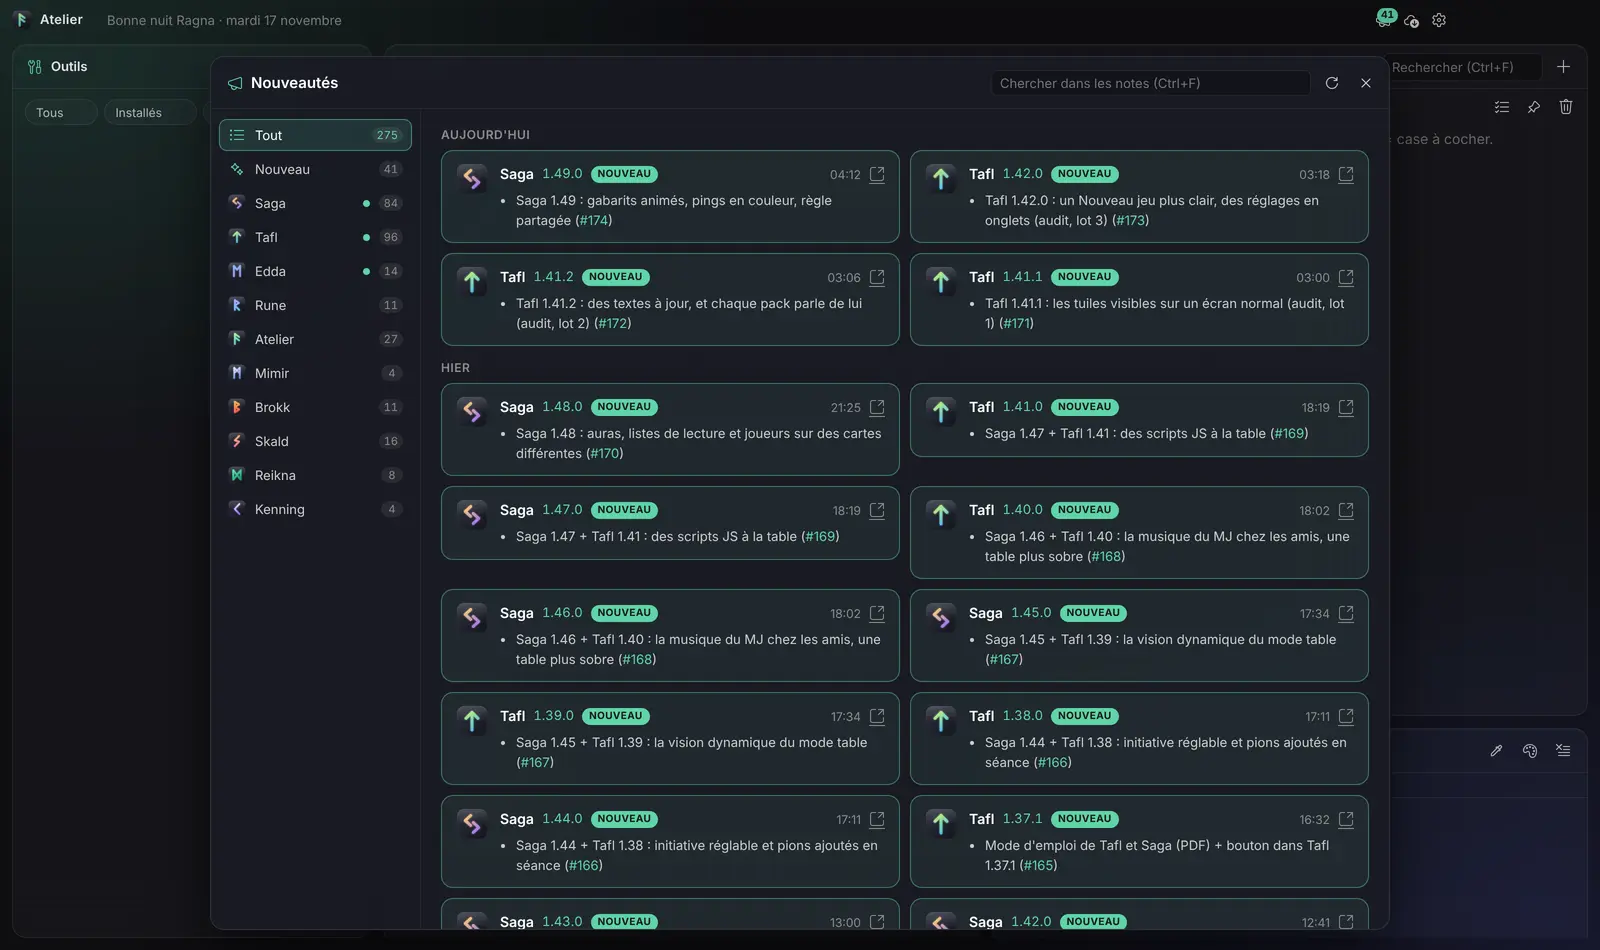 Atelier
Bonne nuit Ragna · mardi 17 novembre
41
Outils
Tous
Installés
Rechercher (Ctrl+F)
case à cocher.
Nouveautés
Chercher dans les notes (Ctrl+F)
Tout 275
Nouveau 41
Saga 84
Tafl 96
Edda 14
Rune 11
Atelier 27
Mimir 4
Brokk 11
Skald 16
Reikna 8
Kenning 4
AUJOURD'HUI
Saga 1.49.0 NOUVEAU 04:12
• Saga 1.49 : gabarits animés, pings en couleur, règle
partagée (#174)
Tafl 1.42.0 NOUVEAU 03:18
• Tafl 1.42.0 : un Nouveau jeu plus clair, des réglages en
onglets (audit, lot 3) (#173)
Tafl 1.41.2 NOUVEAU 03:06
• Tafl 1.41.2 : des textes à jour, et chaque pack parle de lui
(audit, lot 2) (#172)
Tafl 1.41.1 NOUVEAU 03:00
• Tafl 1.41.1 : les tuiles visibles sur un écran normal (audit, lot
1) (#171)
HIER
Saga 1.48.0 NOUVEAU 21:25
• Saga 1.48 : auras, listes de lecture et joueurs sur des cartes
différentes (#170)
Tafl 1.41.0 NOUVEAU 18:19
• Saga 1.47 + Tafl 1.41 : des scripts JS à la table (#169)
Saga 1.47.0 NOUVEAU 18:19
• Saga 1.47 + Tafl 1.41 : des scripts JS à la table (#169)
Tafl 1.40.0 NOUVEAU 18:02
• Saga 1.46 + Tafl 1.40 : la musique du MJ chez les amis, une
table plus sobre (#168)
Saga 1.46.0 NOUVEAU 18:02
• Saga 1.46 + Tafl 1.40 : la musique du MJ chez les amis, une
table plus sobre (#168)
Saga 1.45.0 NOUVEAU 17:34
• Saga 1.45 + Tafl 1.39 : la vision dynamique du mode table
(#167)
Tafl 1.39.0 NOUVEAU 17:34
• Saga 1.45 + Tafl 1.39 : la vision dynamique du mode table
(#167)
Tafl 1.38.0 NOUVEAU 17:11
• Saga 1.44 + Tafl 1.38 : initiative réglable et pions ajoutés en
séance (#166)
Saga 1.44.0 NOUVEAU 17:11
• Saga 1.44 + Tafl 1.38 : initiative réglable et pions ajoutés en
séance (#166)
Tafl 1.37.1 NOUVEAU 16:32
• Mode d'emploi de Tafl et Saga (PDF) + bouton dans Tafl
1.37.1 (#165)
Saga 1.43.0 NOUVEAU 13:00
Saga 1.42.0 NOUVEAU 12:41